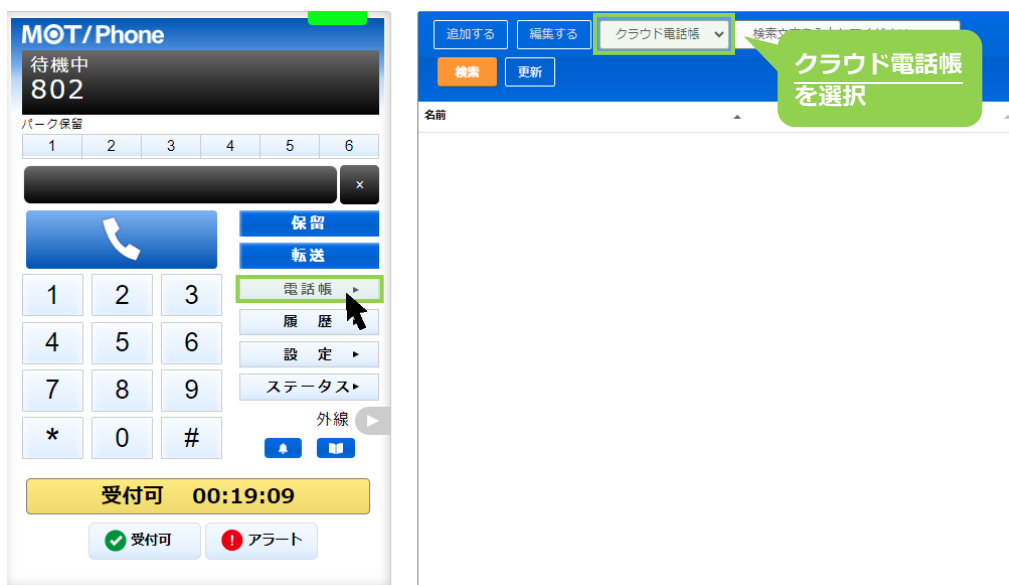 MOT/Phone
待機中
802
パーク保留
1 2 3 4 5 6
×
保留
転送
1 2 3
電話帳
履 歴
4 5 6
設 定
7 8 9
ステータス
外線
* 0 #
受付可 00:19:09
受付可
アラート
追加する 編集する クラウド電話帳
検索 更新
クラウド電話帳
を選択
名前